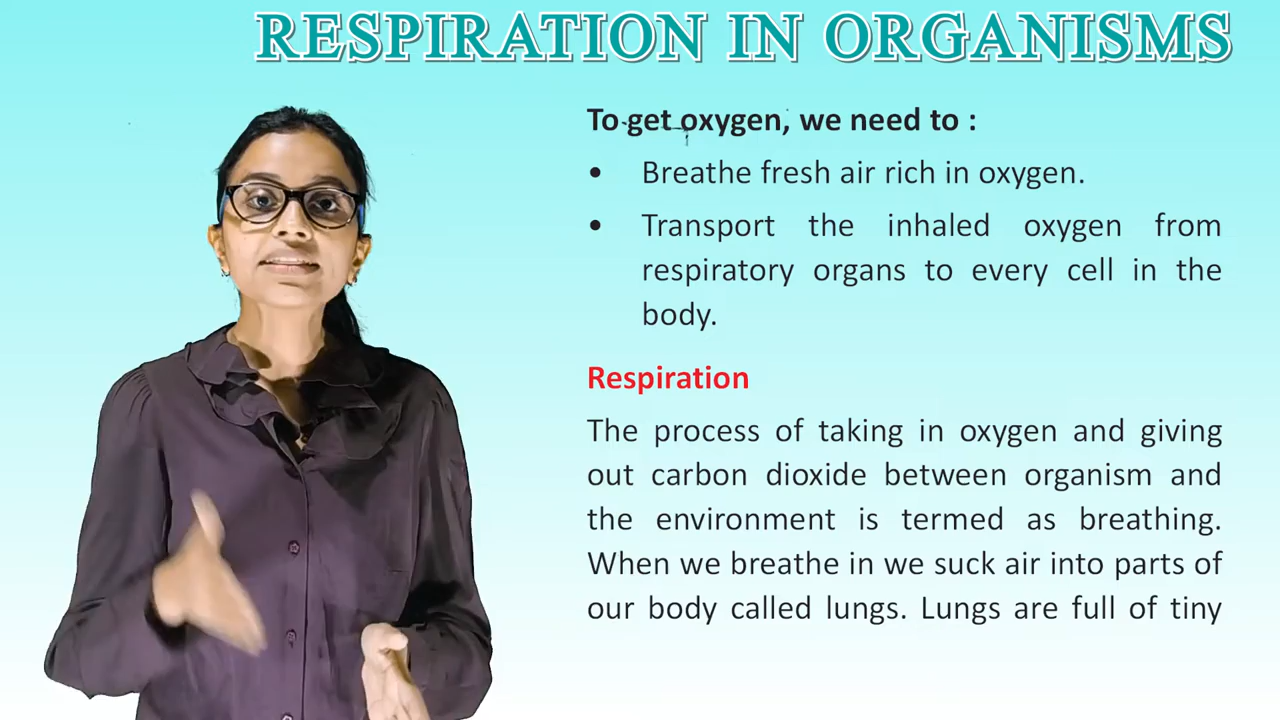 RESPIRATION IN ORGANISMS
To get oxygen, we need to :
• Breathe fresh air rich in oxygen.
• Transport the inhaled oxygen from
respiratory organs to every cell in the
body.
Respiration
The process of taking in oxygen and giving
out carbon dioxide between organism and
the environment is termed as breathing.
When we breathe in we suck air into parts of
our body called lungs. Lungs are full of tiny